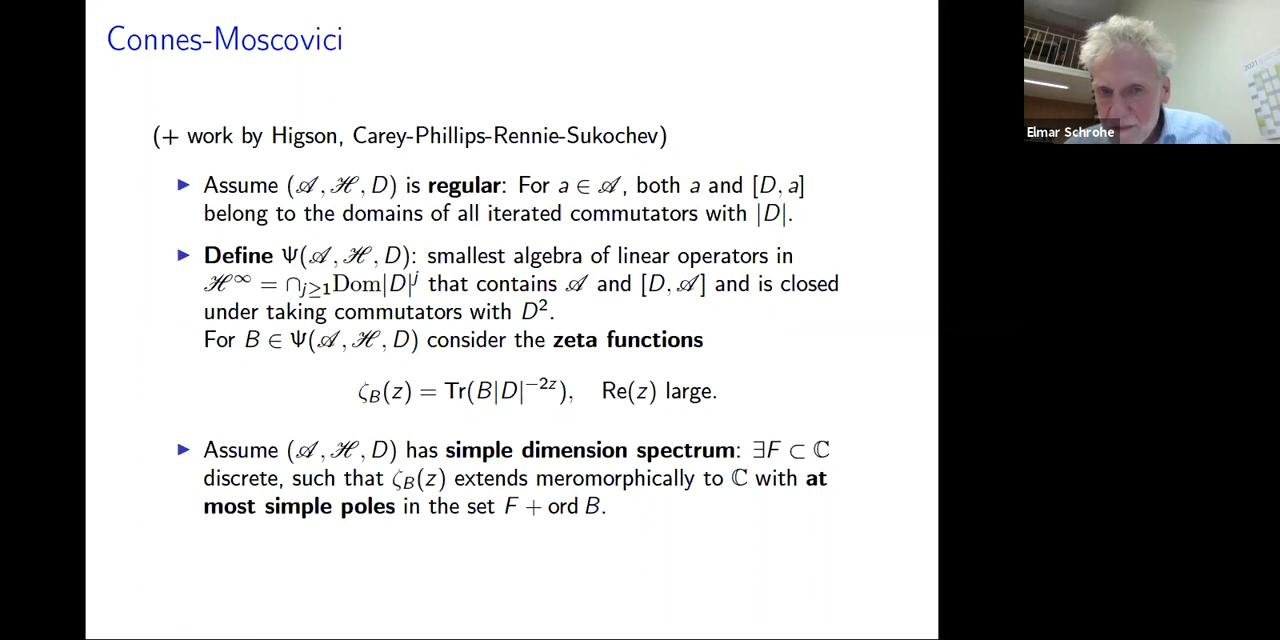 Connes-Moscovici
(+ work by Higson, Carey-Phillips-Rennie-Sukochev)
▶ Assume (𝒜, ℋ, D) is regular: For a ∈ 𝒜, both a and [D, a]
belong to the domains of all iterated commutators with |D|.
▶ Define Ψ(𝒜, ℋ, D): smallest algebra of linear operators in
ℋ^∞ = ∩_{j≥1}Dom|D|^j that contains 𝒜 and [D, 𝒜] and is closed
under taking commutators with D².
For B ∈ Ψ(𝒜, ℋ, D) consider the zeta functions
ζ_B(z) = Tr(B|D|^{-2z}), Re(z) large.
▶ Assume (𝒜, ℋ, D) has simple dimension spectrum: ∃F ⊂ ℂ
discrete, such that ζ_B(z) extends meromorphically to ℂ with at
most simple poles in the set F + ord B.
Elmar Schrohe
2021